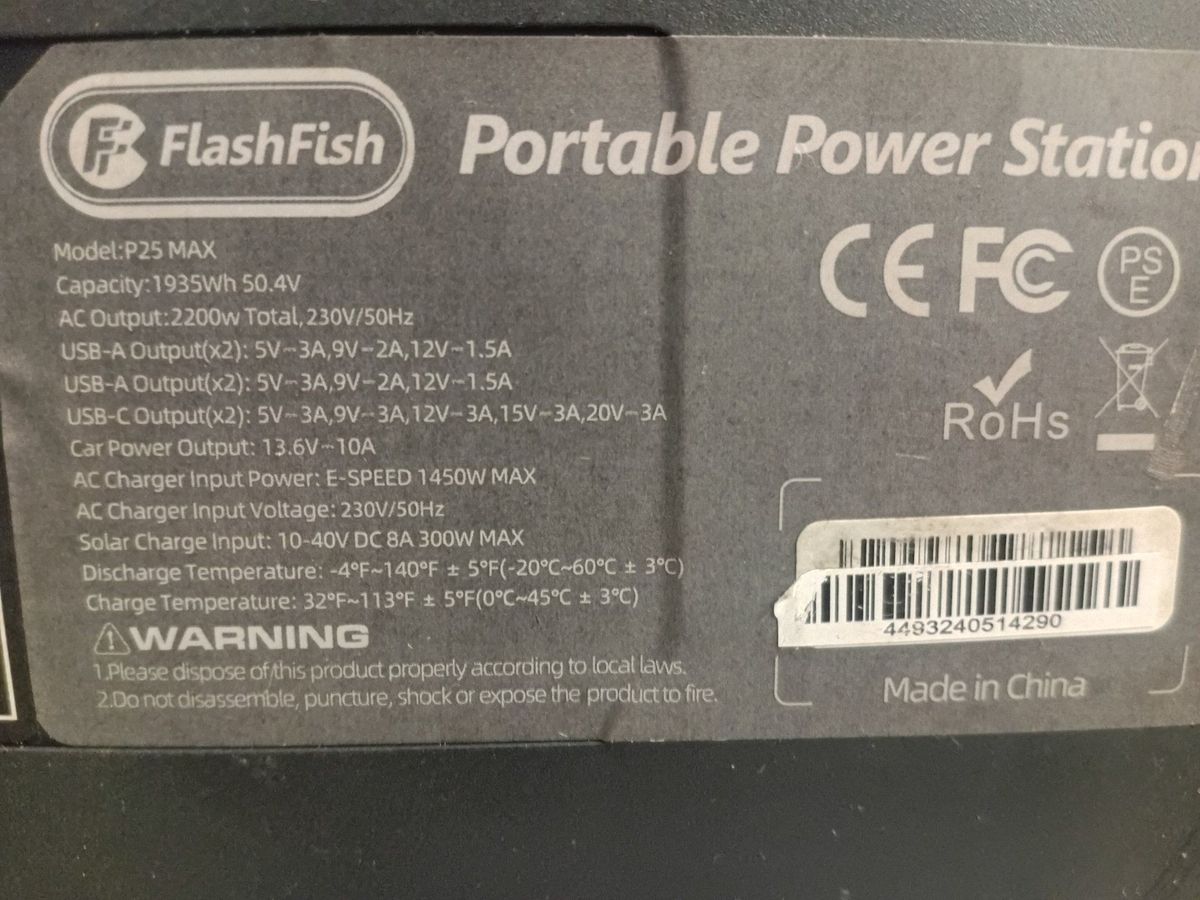 FlashFish
Portable Power Station
Model:P25 MAX
Capacity:1935Wh 50.4V
AC Output:2200w Total,230V/50Hz
USB-A Output(x2): 5V⎓3A,9V⎓2A,12V⎓1.5A
USB-A Output(x2): 5V⎓3A,9V⎓2A,12V⎓1.5A
USB-C Output(x2): 5V⎓3A,9V⎓3A,12V⎓3A,15V⎓3A,20V⎓3A
Car Power Output: 13.6V⎓10A
AC Charger Input Power: E-SPEED 1450W MAX
AC Charger Input Voltage: 230V/50Hz
Solar Charge Input: 10-40V DC 8A 300W MAX
Discharge Temperature: -4°F~140°F ± 5°F(-20°C~60°C ± 3°C)
Charge Temperature: 32°F~113°F ± 5°F(0°C~45°C ± 3°C)
WARNING
1.Please dispose of this product properly according to local laws.
2.Do not disassemble, puncture, shock or expose the product to fire.
CE FC PS
E
RoHs
4493240514290
Made in China